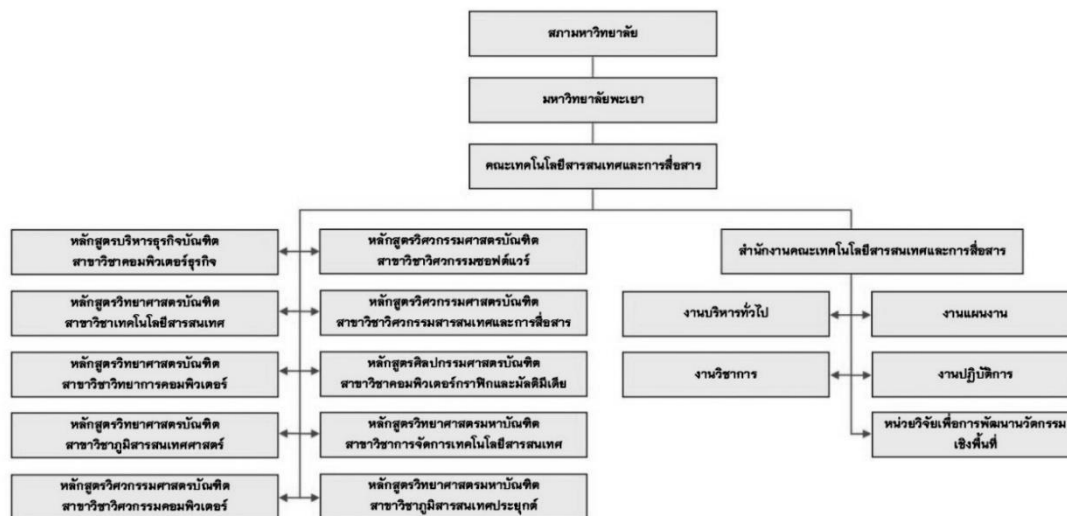 สภามหาวิทยาลัย
มหาวิทยาลัยพะเยา
คณะเทคโนโลยีสารสนเทศและการสื่อสาร
หลักสูตรบริหารธุรกิจบัณฑิต
สาขาวิชาคอมพิวเตอร์ธุรกิจ
หลักสูตรวิศวกรรมศาสตรบัณฑิต
สาขาวิชาวิศวกรรมซอฟต์แวร์
หลักสูตรวิทยาศาสตรบัณฑิต
สาขาวิชาเทคโนโลยีสารสนเทศ
หลักสูตรวิศวกรรมศาสตรบัณฑิต
สาขาวิชาวิศวกรรมสารสนเทศและการสื่อสาร
หลักสูตรวิทยาศาสตรบัณฑิต
สาขาวิชาวิทยาการคอมพิวเตอร์
หลักสูตรศิลปกรรมศาสตรบัณฑิต
สาขาวิชาคอมพิวเตอร์กราฟิกและมัลติมีเดีย
หลักสูตรวิทยาศาสตรบัณฑิต
สาขาวิชาภูมิสารสนเทศศาสตร์
หลักสูตรวิทยาศาสตรมหาบัณฑิต
สาขาวิชาการจัดการเทคโนโลยีสารสนเทศ
หลักสูตรวิศวกรรมศาสตรบัณฑิต
สาขาวิชาวิศวกรรมคอมพิวเตอร์
หลักสูตรวิทยาศาสตรมหาบัณฑิต
สาขาวิชาภูมิสารสนเทศประยุกต์
สำนักงานคณะเทคโนโลยีสารสนเทศและการสื่อสาร
งานบริหารทั่วไป
งานแผนงาน
งานวิชาการ
งานปฏิบัติการ
หน่วยวิจัยเพื่อการพัฒนานวัตกรรม
เชิงพื้นที่